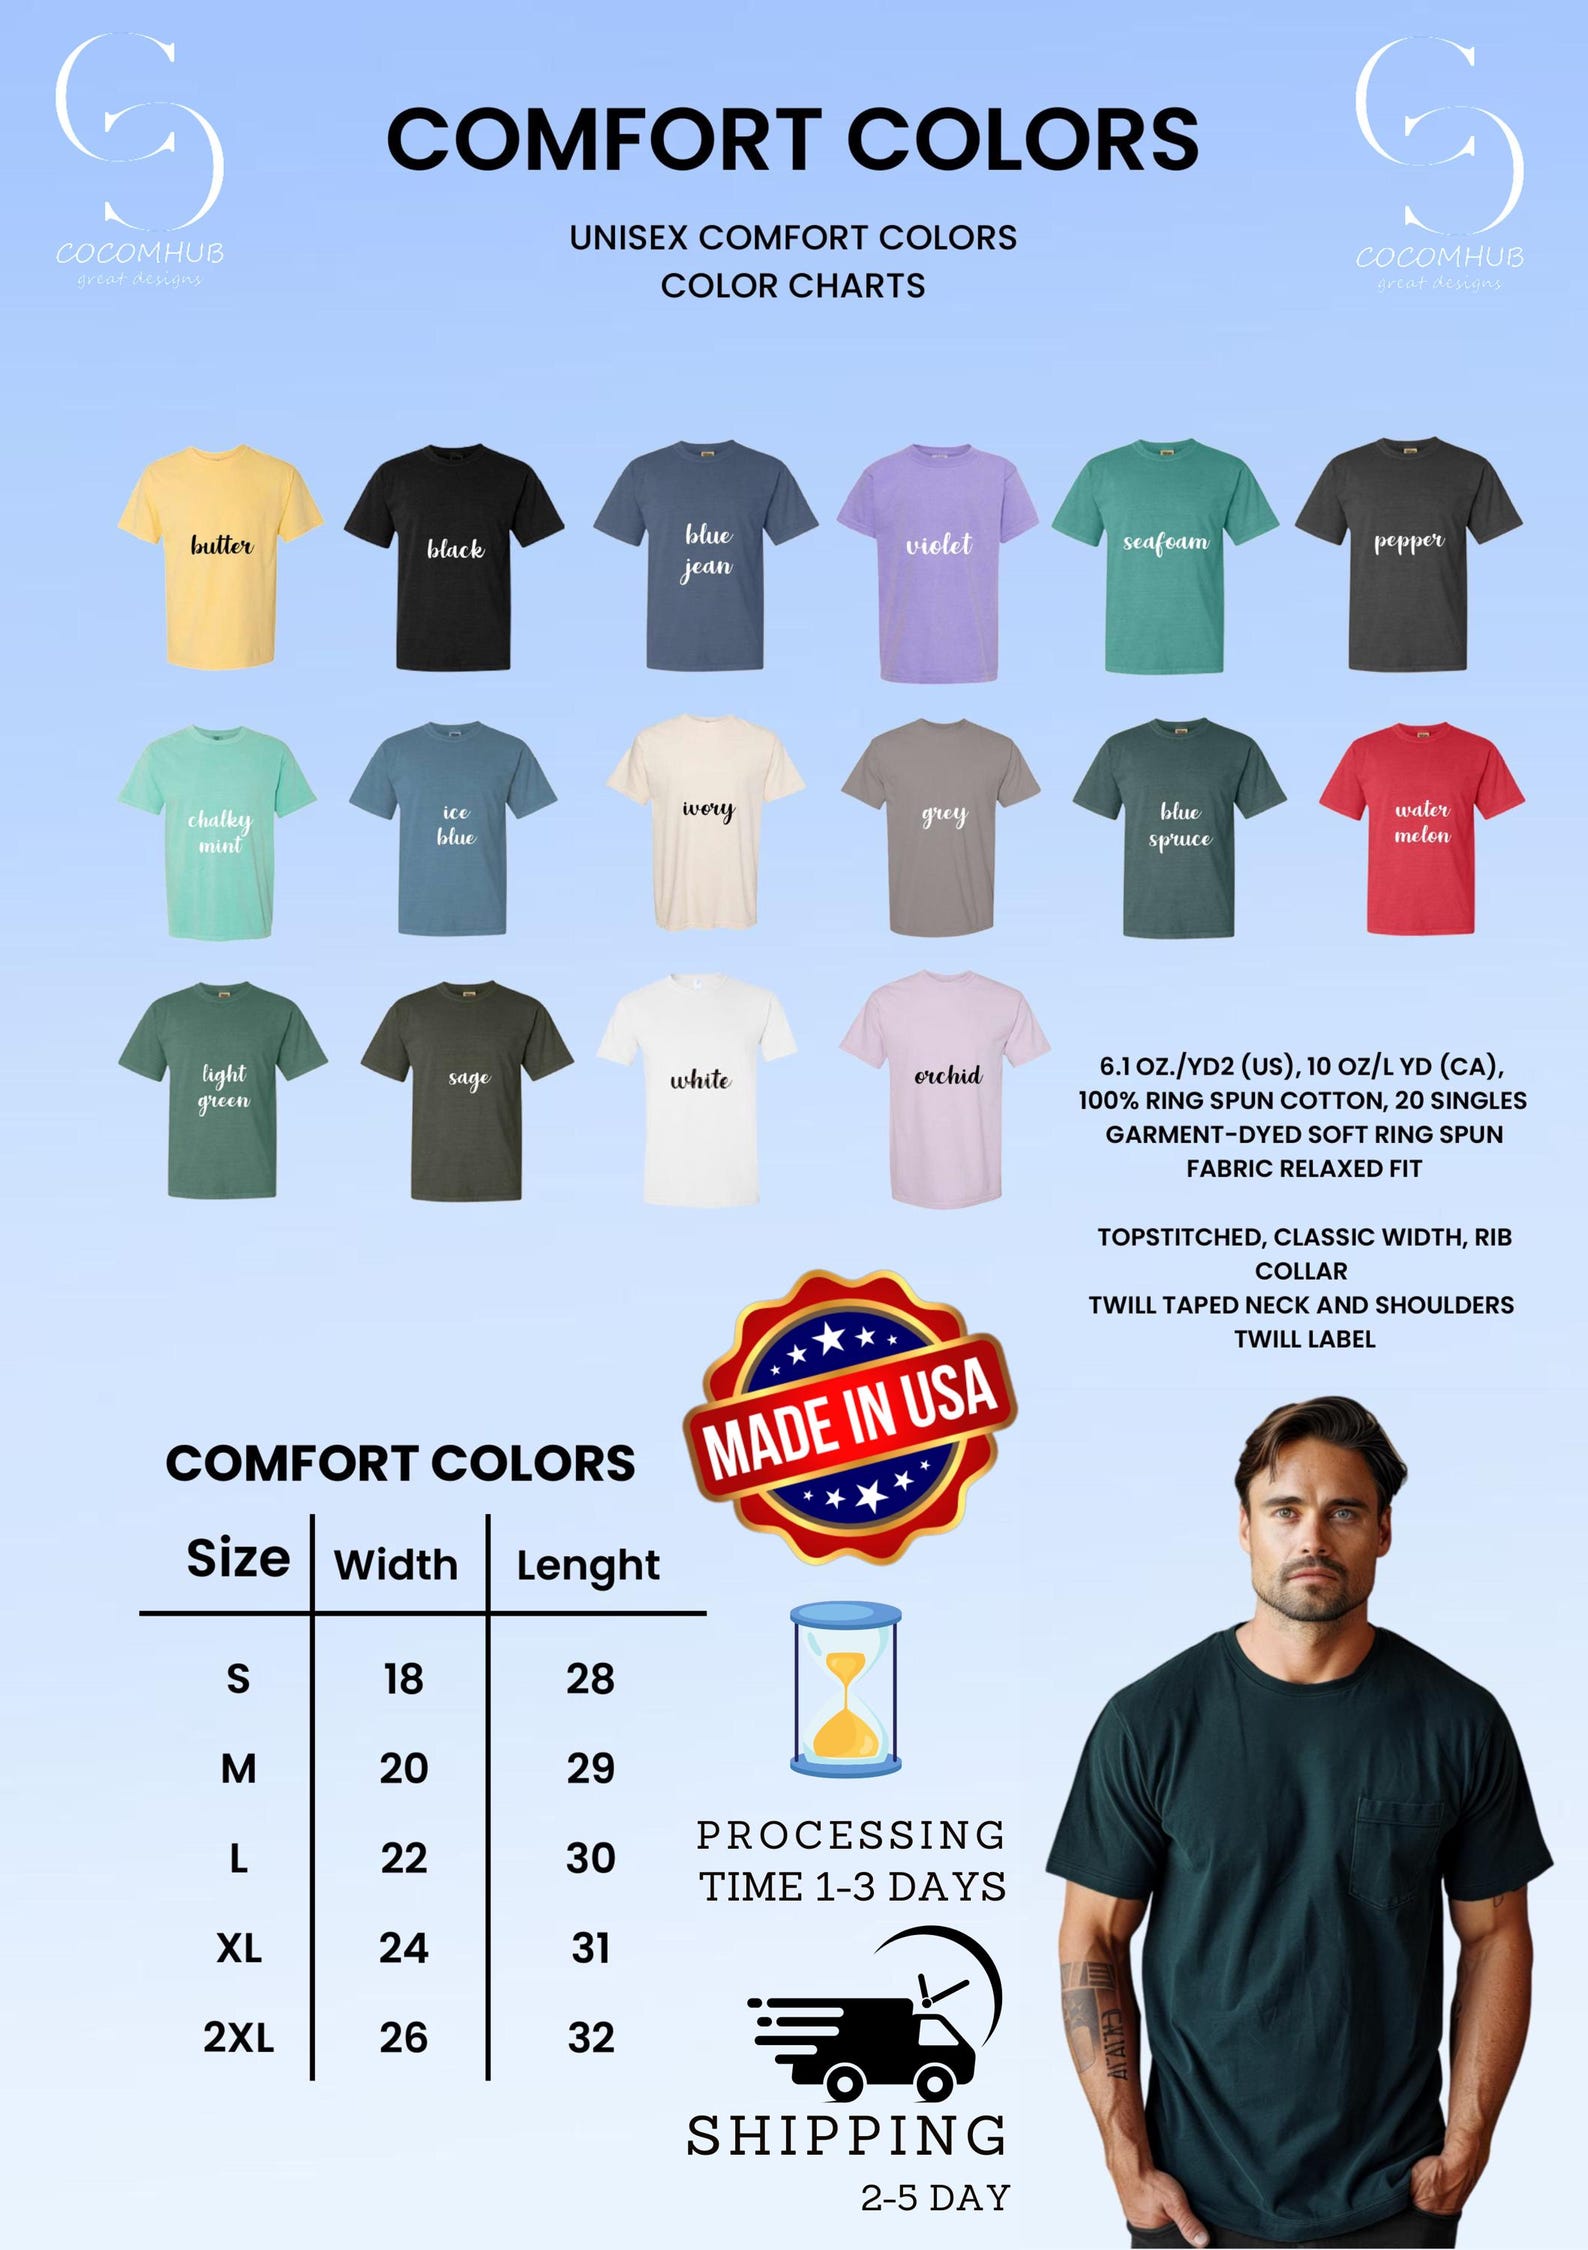 COCOMHUB
great designs
COMFORT COLORS
UNISEX COMFORT COLORS
COLOR CHARTS
COCOMHUB
great designs
butter
black
blue
jean
violet
seafoam
pepper
chalky
mint
ice
blue
ivory
grey
blue
spruce
water
melon
light
green
sage
white
orchid
6.1 OZ./YD2 (US), 10 OZ/L YD (CA),
100% RING SPUN COTTON, 20 SINGLES
GARMENT-DYED SOFT RING SPUN
FABRIC RELAXED FIT
TOPSTITCHED, CLASSIC WIDTH, RIB
COLLAR
TWILL TAPED NECK AND SHOULDERS
TWILL LABEL
MADE IN USA
COMFORT COLORS
Size Width Lenght
S 18 28
M 20 29
L 22 30
XL 24 31
2XL 26 32
PROCESSING
TIME 1-3 DAYS
SHIPPING
2-5 DAY